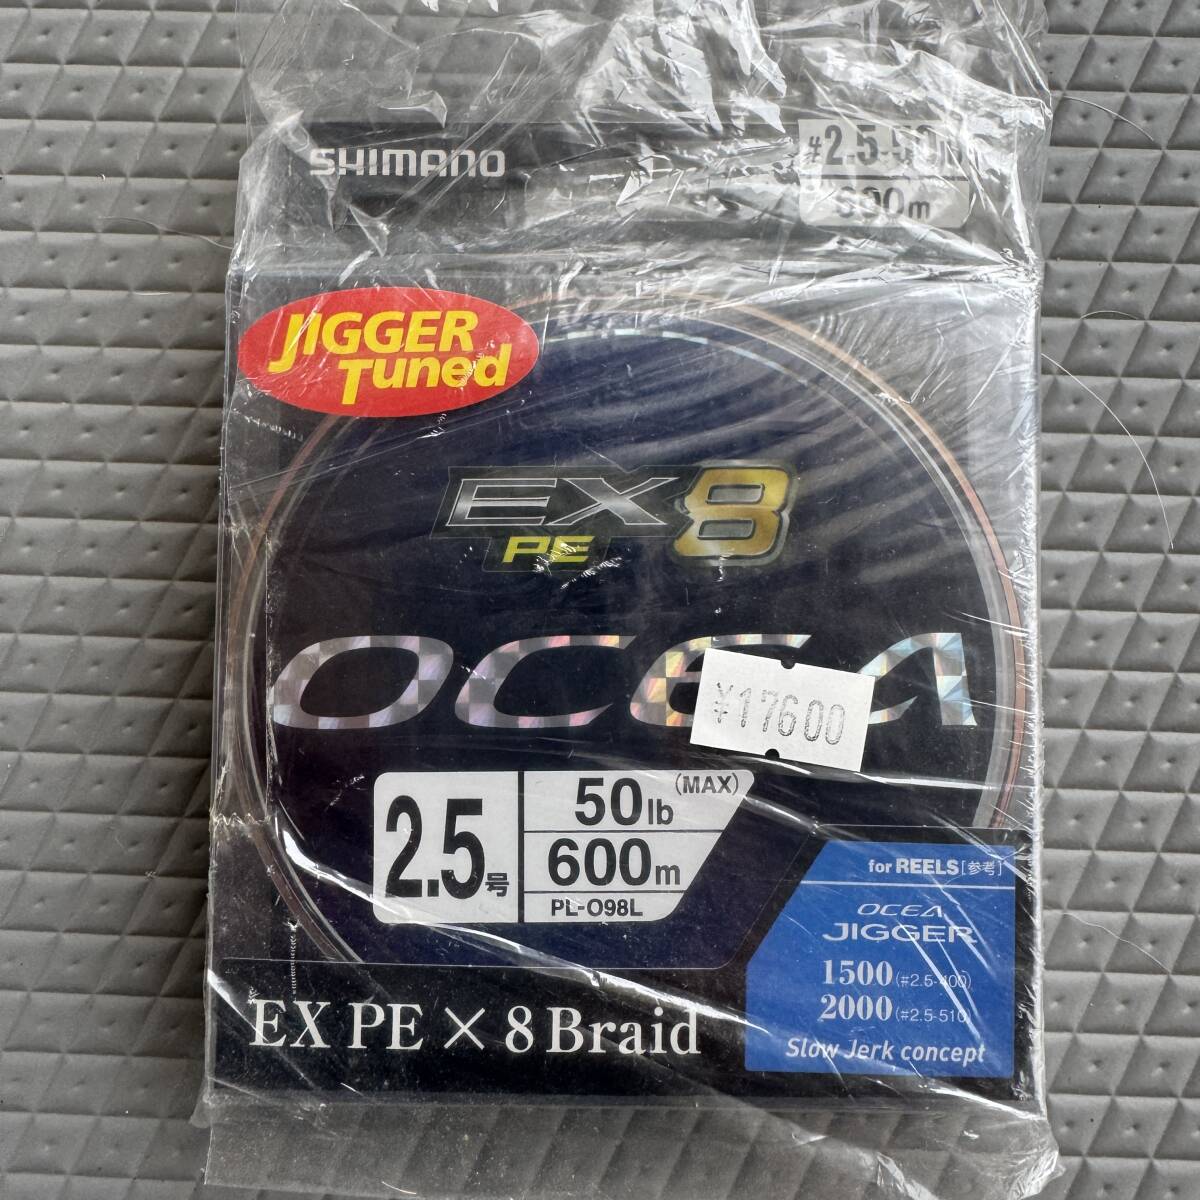 SHIMANO
#2.5-50lb
600m
JIGGER
Tuned
EX8
PE
OCEA
¥17600
2.5号
50lb (MAX)
600m
PL-O98L
for REELS [参考]
OCEA
JIGGER
1500 (#2.5-400)
2000 (#2.5-510)
Slow Jerk concept
EX PE × 8 Braid